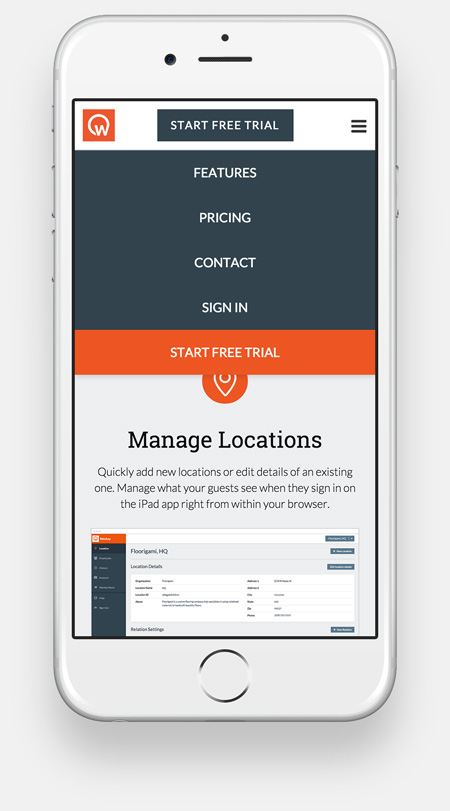 START FREE TRIAL
FEATURES
PRICING
CONTACT
SIGN IN
START FREE TRIAL
Manage Locations
Quickly add new locations or edit details of an existing
one. Manage what your guests see when they sign in on
the iPad app right from within your browser.
Floorigami, HQ
Floorigami, HQ
Location Details
Relation Settings